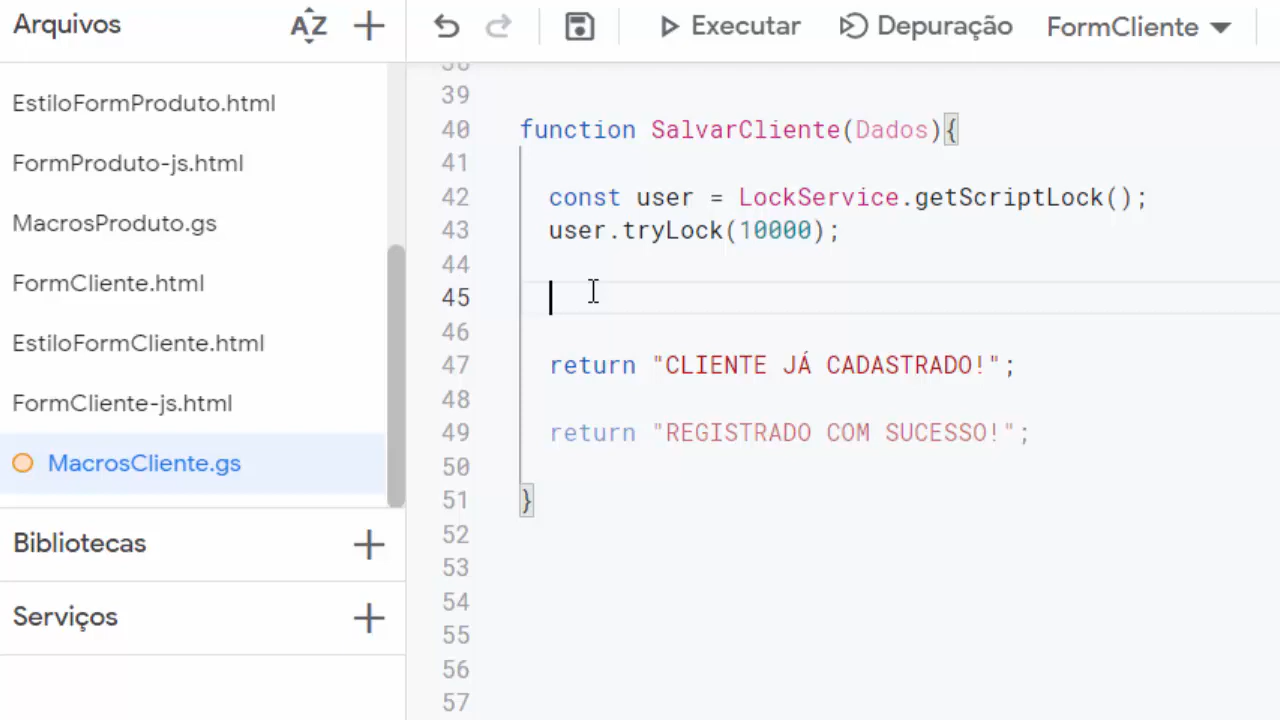 Arquivos
AZ
Executar
Depuração
FormCliente
EstiloFormProduto.html
FormProduto-js.html
MacrosProduto.gs
FormCliente.html
EstiloFormCliente.html
FormCliente-js.html
MacrosCliente.gs
Bibliotecas
Serviços
38
39
40 function SalvarCliente(Dados){
41
42 const user = LockService.getScriptLock();
43 user.tryLock(10000);
44
45
46
47 return "CLIENTE JÁ CADASTRADO!";
48
49 return "REGISTRADO COM SUCESSO!";
50
51 }
52
53
54
55
56
57